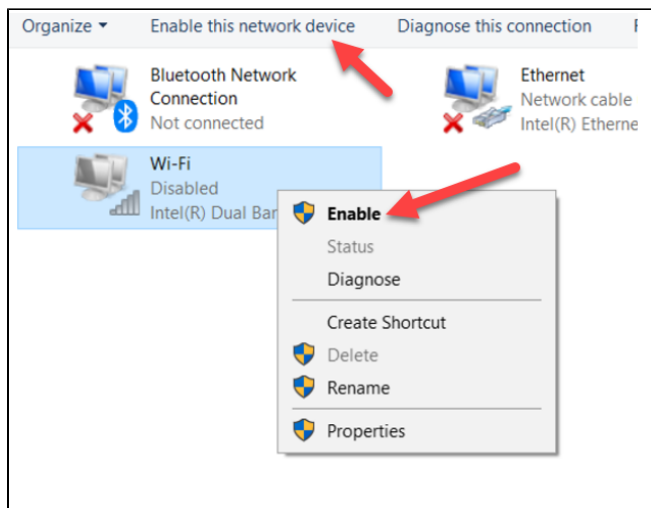 Organize Enable this network device Diagnose this connection
Bluetooth Network
Connection
Not connected
Ethernet
Network cable
Intel(R) Etherne
Wi-Fi
Disabled
Intel(R) Dual Bar
Enable
Status
Diagnose
Create Shortcut
Delete
Rename
Properties